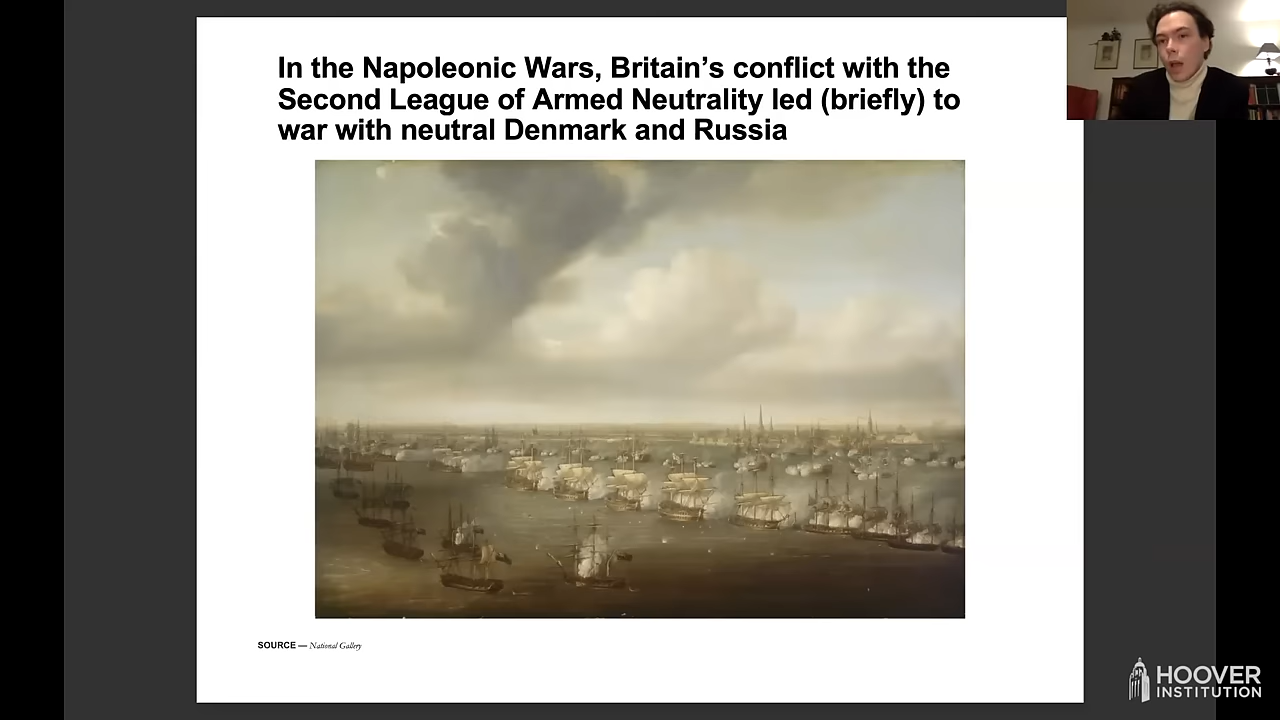 In the Napoleonic Wars, Britain’s conflict with the
Second League of Armed Neutrality led (briefly) to
war with neutral Denmark and Russia
SOURCE — National Gallery
HOOVER
INSTITUTION